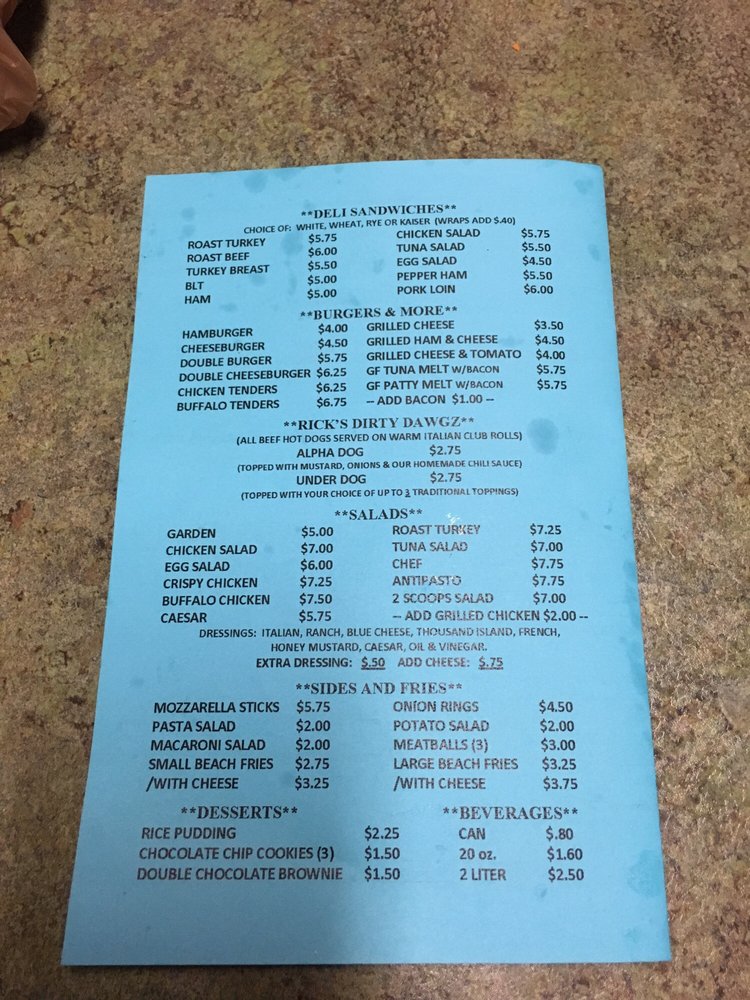 **DELI SANDWICHES**
CHOICE OF: WHITE, WHEAT, RYE OR KAISER (WRAPS ADD $.40)
ROAST TURKEY $5.75 CHICKEN SALAD $5.75
ROAST BEEF $6.00 TUNA SALAD $5.50
TURKEY BREAST $5.50 EGG SALAD $4.50
BLT $5.00 PEPPER HAM $5.50
HAM $5.00 PORK LOIN $6.00
**BURGERS & MORE**
HAMBURGER $4.00 GRILLED CHEESE $3.50
CHEESEBURGER $4.50 GRILLED HAM & CHEESE $4.50
DOUBLE BURGER $5.75 GRILLED CHEESE & TOMATO $4.00
DOUBLE CHEESEBURGER $6.25 GF TUNA MELT W/BACON $5.75
CHICKEN TENDERS $6.25 GF PATTY MELT W/BACON $5.75
BUFFALO TENDERS $6.75 -- ADD BACON $1.00 --
**RICK'S DIRTY DAWGZ**
(ALL BEEF HOT DOGS SERVED ON WARM ITALIAN CLUB ROLLS)
ALPHA DOG $2.75
(TOPPED WITH MUSTARD, ONIONS & OUR HOMEMADE CHILI SAUCE)
UNDER DOG $2.75
(TOPPED WITH YOUR CHOICE OF UP TO 3 TRADITIONAL TOPPINGS)
**SALADS**
GARDEN $5.00 ROAST TURKEY $7.25
CHICKEN SALAD $7.00 TUNA SALAD $7.00
EGG SALAD $6.00 CHEF $7.75
CRISPY CHICKEN $7.25 ANTIPASTO $7.75
BUFFALO CHICKEN $7.50 2 SCOOPS SALAD $7.00
CAESAR $5.75 -- ADD GRILLED CHICKEN $2.00 --
DRESSINGS: ITALIAN, RANCH, BLUE CHEESE, THOUSAND ISLAND, FRENCH,
HONEY MUSTARD, CAESAR, OIL & VINEGAR.
EXTRA DRESSING: $.50 ADD CHEESE: $.75
**SIDES AND FRIES**
MOZZARELLA STICKS $5.75 ONION RINGS $4.50
PASTA SALAD $2.00 POTATO SALAD $2.00
MACARONI SALAD $2.00 MEATBALLS (3) $3.00
SMALL BEACH FRIES $2.75 LARGE BEACH FRIES $3.25
/WITH CHEESE $3.25 /WITH CHEESE $3.75
**DESSERTS** **BEVERAGES**
RICE PUDDING $2.25 CAN $.80
CHOCOLATE CHIP COOKIES (3) $1.50 20 oz. $1.60
DOUBLE CHOCOLATE BROWNIE $1.50 2 LITER $2.50